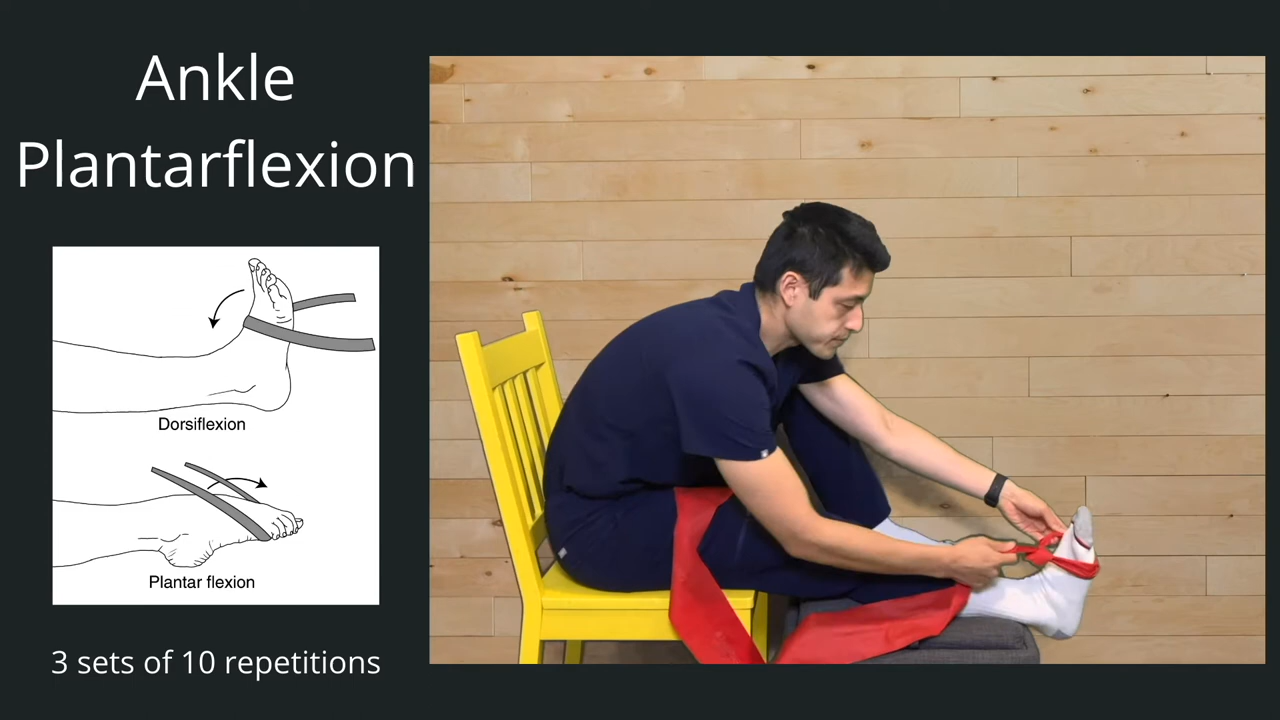 Ankle
Plantarflexion
Dorsiflexion
Plantar flexion
3 sets of 10 repetitions